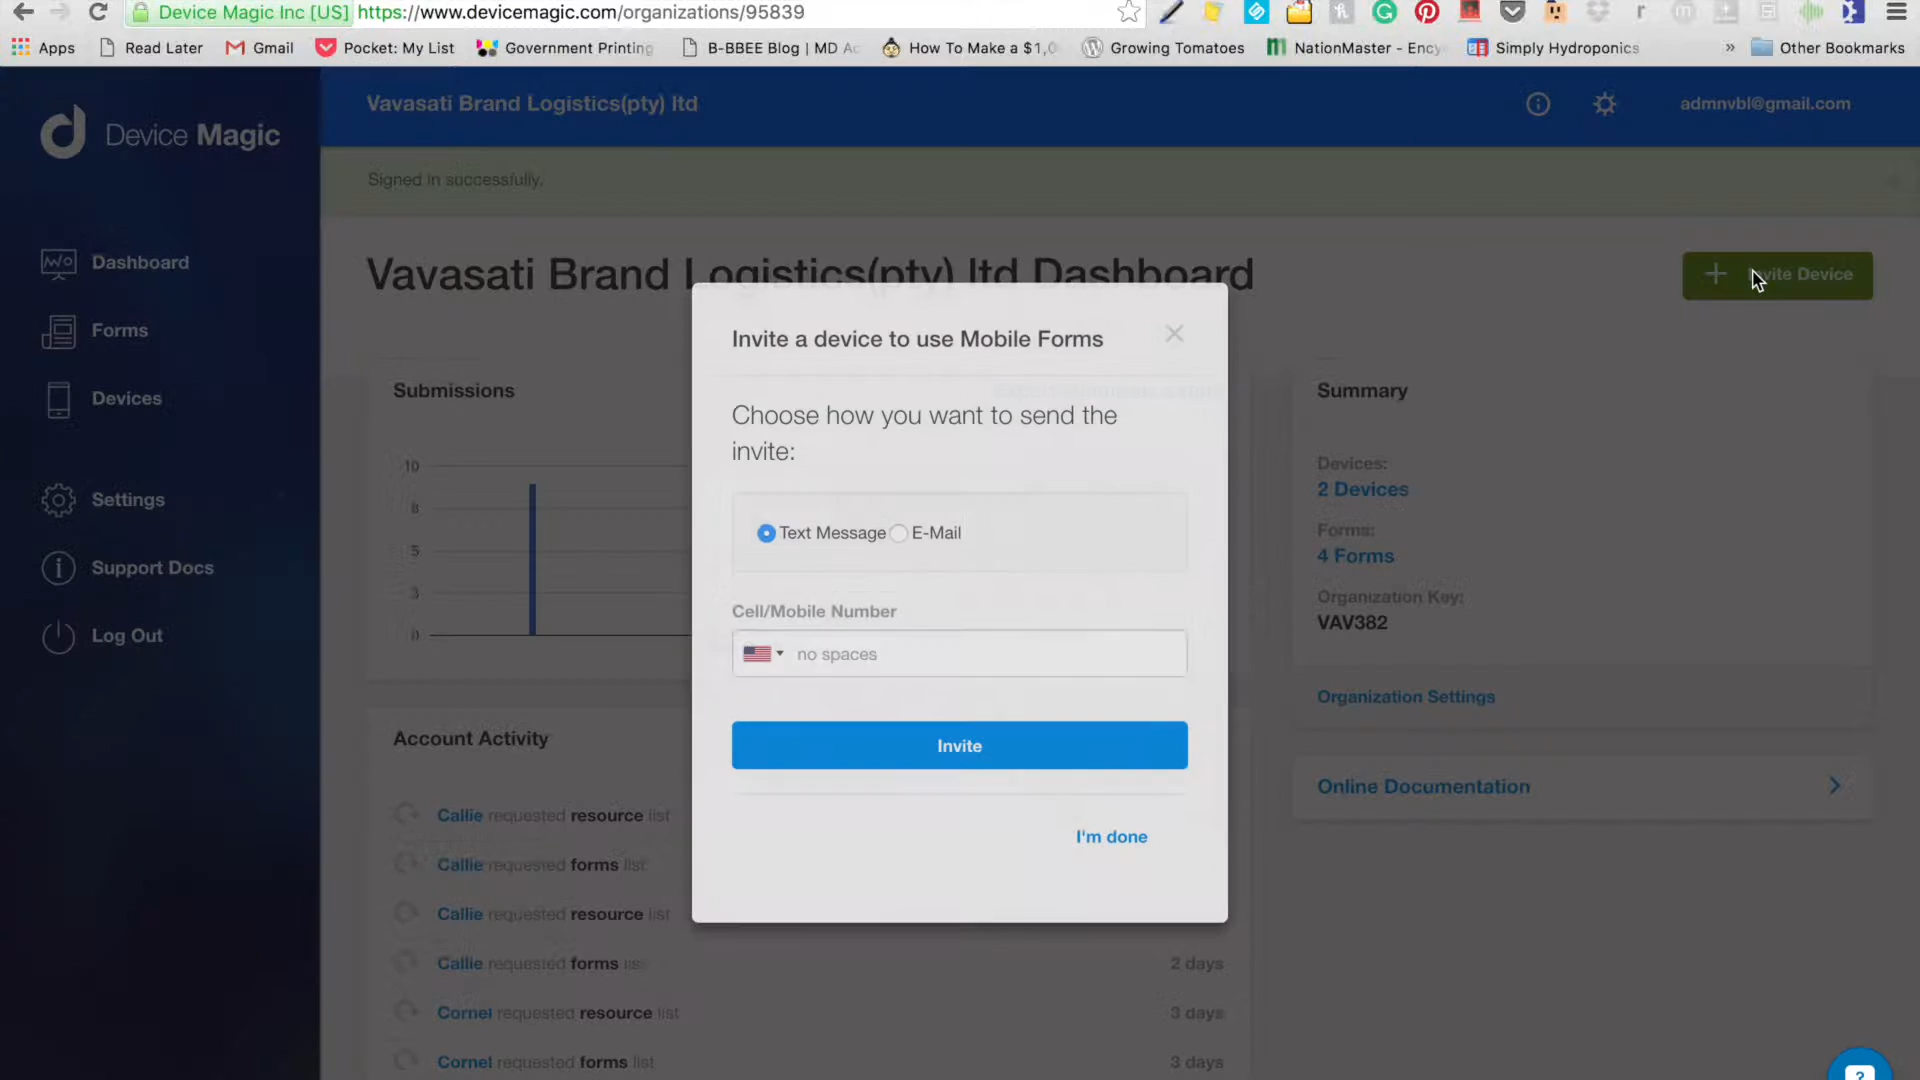 Device Magic Inc [US] https://www.devicemagic.com/organizations/95839
Apps Read Later Gmail Pocket: My List Government Printing B-BBEE Blog | MD Ac How To Make a $1,0 Growing Tomatoes NationMaster - Ency Simply Hydroponics » Other Bookmarks
Device Magic
Vavasati Brand Logistics(pty) ltd
admnvbl@gmail.com
Signed in successfully.
Dashboard
Forms
Devices
Settings
Support Docs
Log Out
Vavasati Brand Logistics(pty) ltd Dashboard
Invite Device
Submissions
10
8
5
3
0
Invite a device to use Mobile Forms
Choose how you want to send the
invite:
Text Message E-Mail
Cell/Mobile Number
no spaces
Invite
I'm done
Summary
Devices:
2 Devices
Forms:
4 Forms
Organization Key:
VAV382
Organization Settings
Online Documentation
Account Activity
Callie requested resource list
Callie requested forms list
Callie requested resource list
Callie requested forms list 2 days
Cornel requested resource list 3 days
Cornel requested forms list 3 days
?